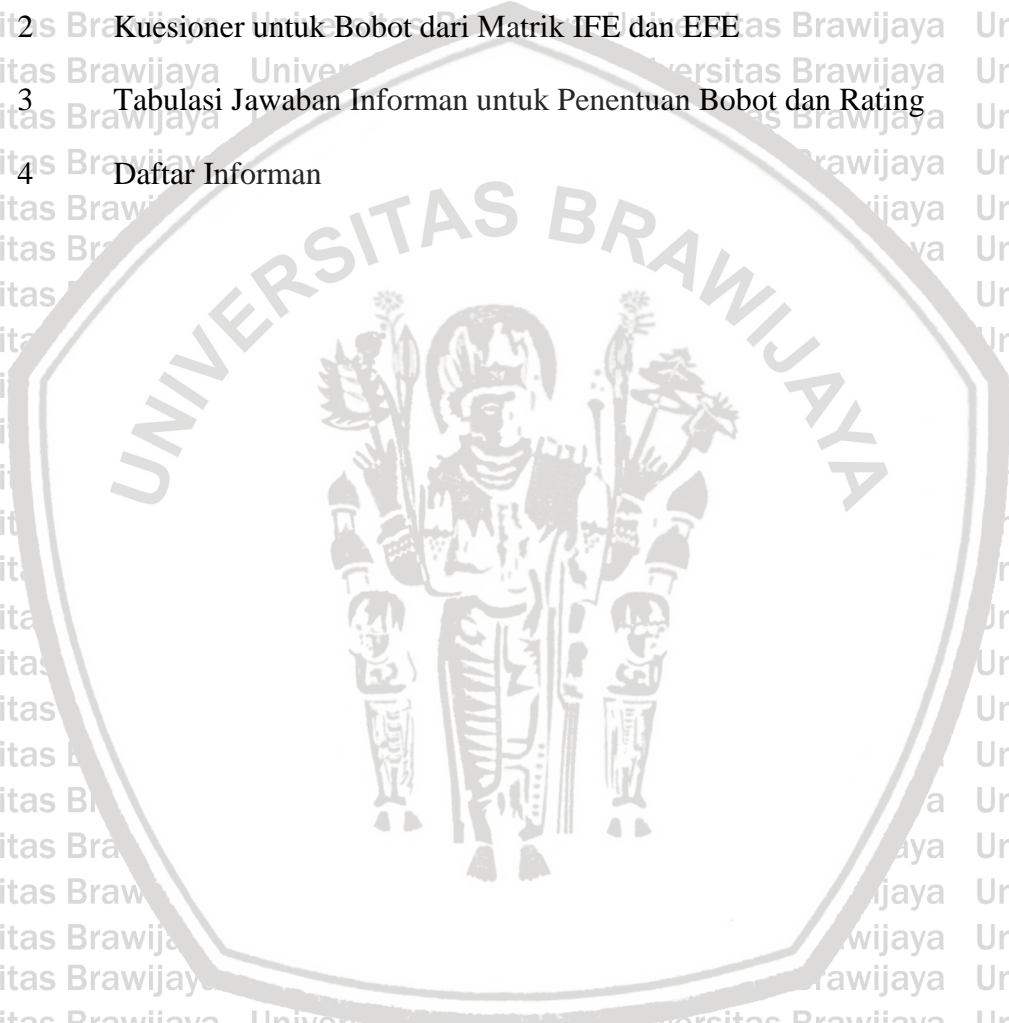 2 Kuesioner untuk Bobot dari Matrik IFE dan EFE
3 Tabulasi Jawaban Informan untuk Penentuan Bobot dan Rating
4 Daftar Informan
UNIVERSITAS BRAWIJAYA